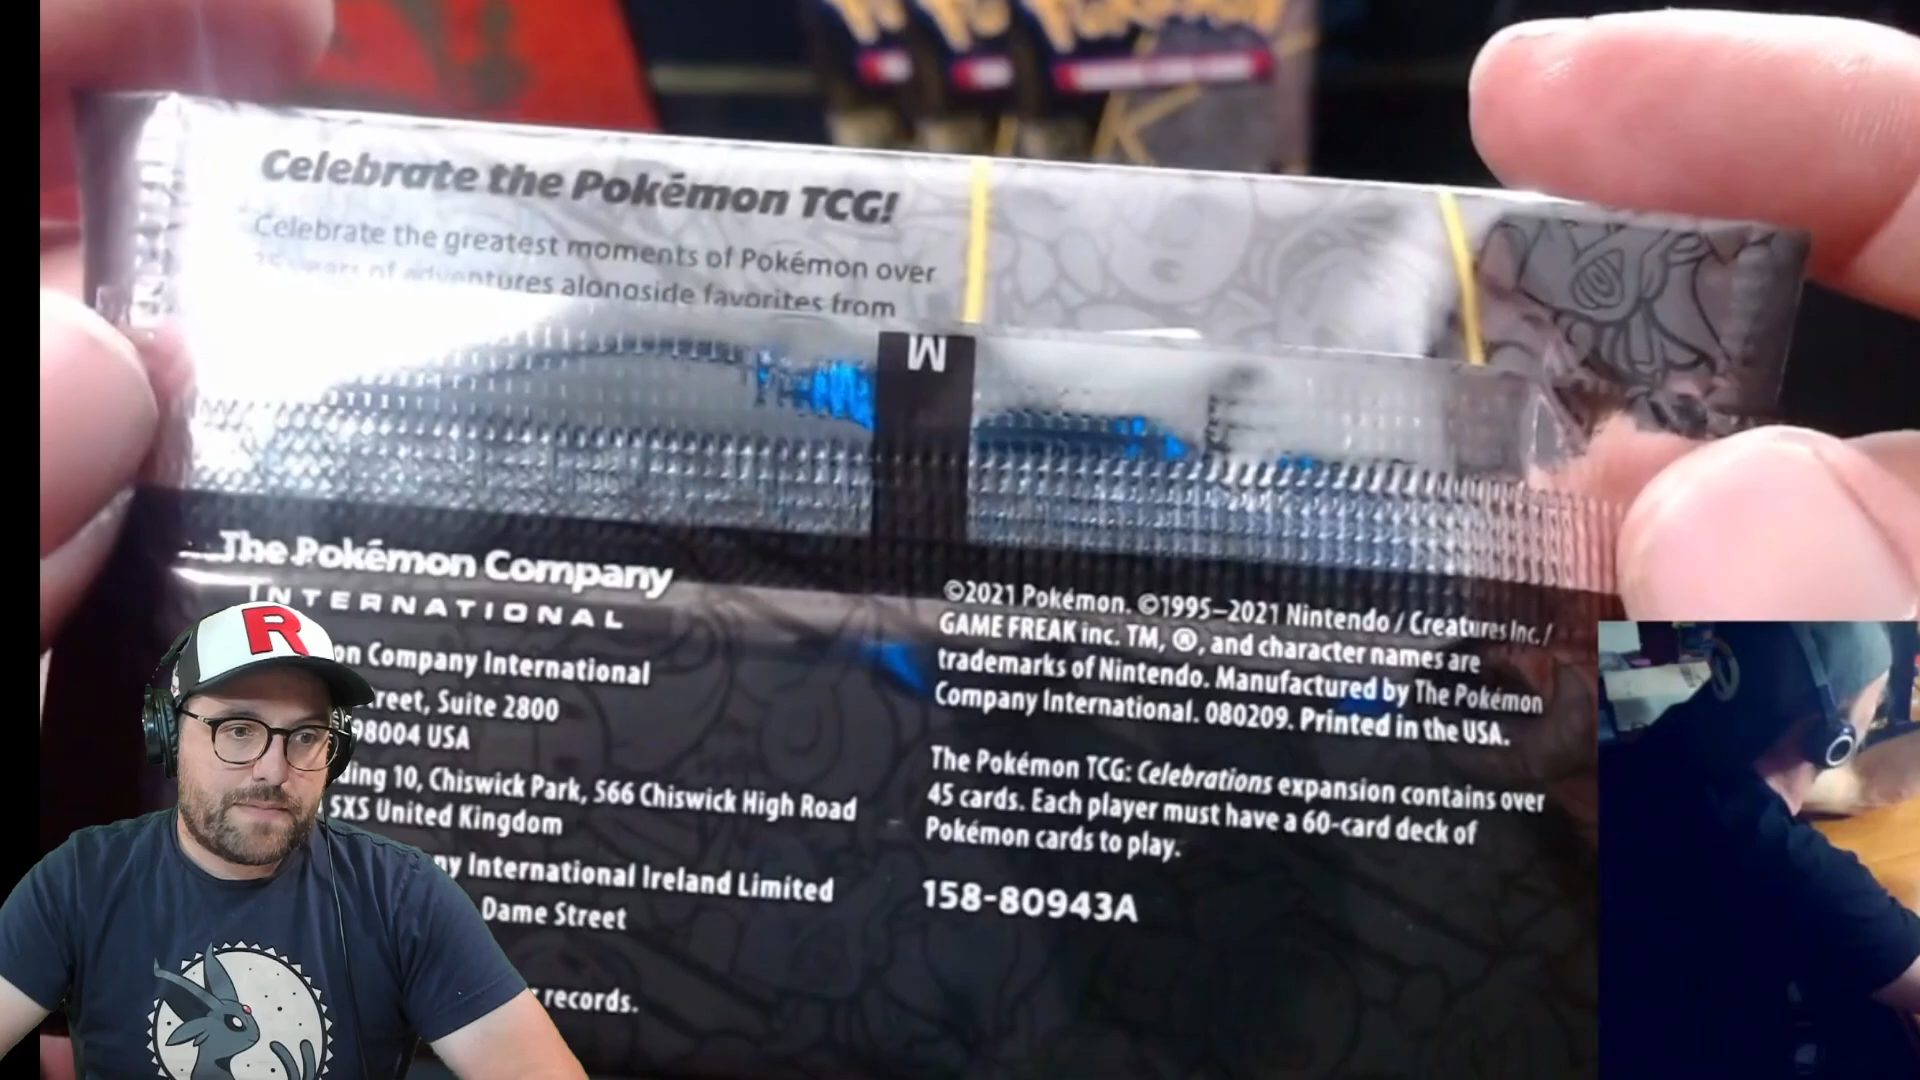 Celebrate the Pokémon TCG!
Celebrate the greatest moments of Pokémon over
25 years of adventures alongside favorites from
M
The Pokémon Company
INTERNATIONAL
on Company International
reet, Suite 2800
98004 USA
ding 10, Chiswick Park, 566 Chiswick High Road
5XS United Kingdom
ny International Ireland Limited
Dame Street
r records.
©2021 Pokémon. ©1995–2021 Nintendo / Creatures Inc. /
GAME FREAK inc. TM, ®, and character names are
trademarks of Nintendo. Manufactured by The Pokémon
Company International. 080209. Printed in the USA.
The Pokémon TCG: Celebrations expansion contains over
45 cards. Each player must have a 60-card deck of
Pokémon cards to play.
158-80943A
R